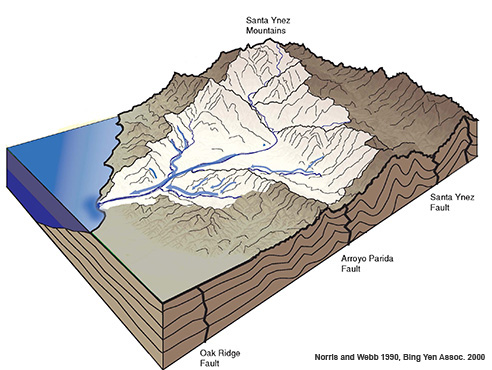 Santa Ynez
Mountains
Santa Ynez
Fault
Arroyo Parida
Fault
Oak Ridge
Fault
Norris and Webb 1990, Bing Yen Assoc. 2000